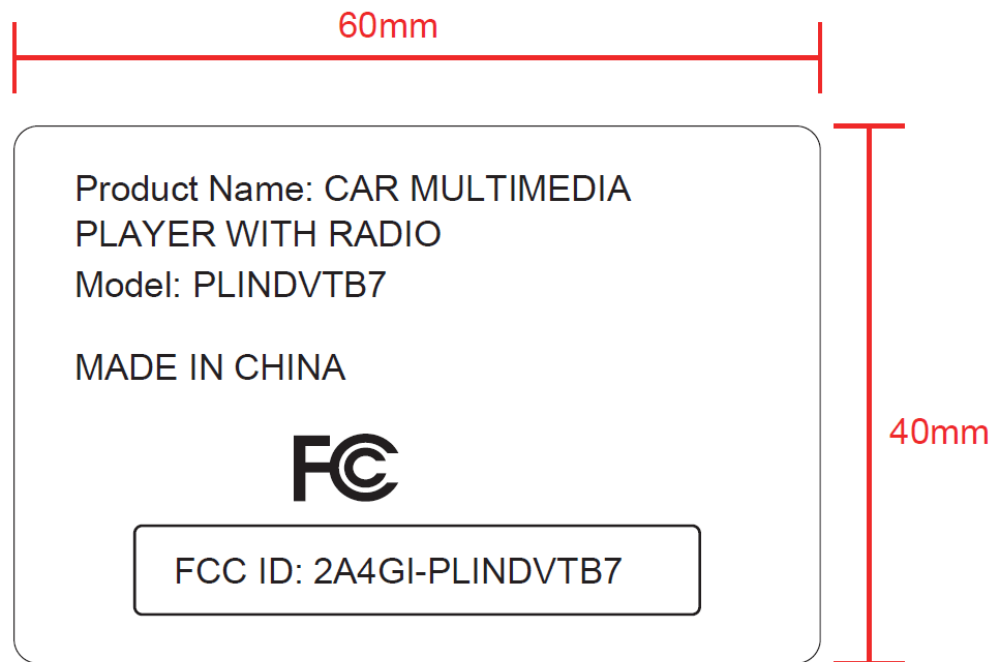 60mm
Product Name: CAR MULTIMEDIA
PLAYER WITH RADIO
Model: PLINDVTB7
MADE IN CHINA
40mm
FC
FCC ID: 2A4GI-PLINDVTB7